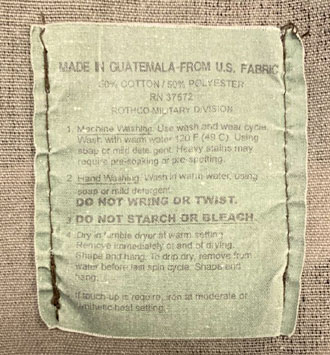 MADE IN GUATEMALA-FROM U.S. FABRIC
50% COTTON / 50% POLYESTER
RN 37672
ROTHCO-MILITARY DIVISION
1. Machine Washing. Use wash and wear cycle.
Wash with warm water 120 F (49 C). Using
soap or mild detergent. Heavy stains may
require pre-soaking or pre-spotting.
2. Hand Washing. Wash in warm water, using
soap or mild detergent.
DO NOT WRING OR TWIST.
3. DO NOT STARCH OR BLEACH.
4. Dry in tumble dryer at warm setting.
Remove immediately at end of drying.
Shape and hang. To drip dry, remove from
water before last spin cycle. Shape and
hang.
If touch-up is require, iron at moderate or
synthetic heat setting.